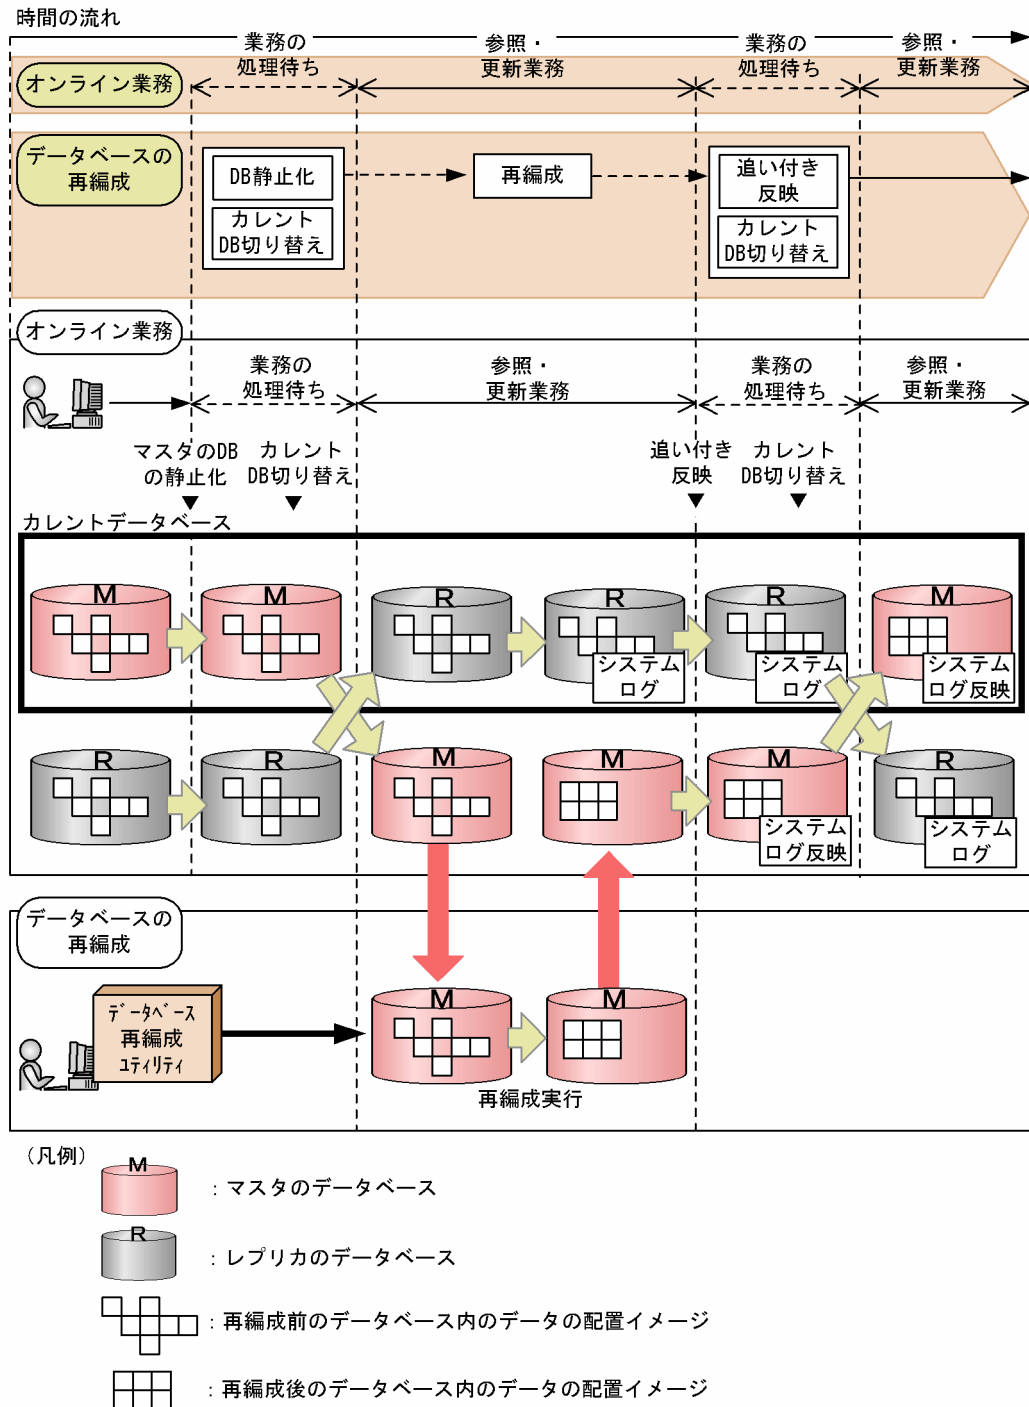 時間の流れ
業務の
処理待ち
参照・
更新業務
業務の
処理待ち
参照・
更新業務
オンライン業務
データベースの
再編成
DB静止化
カレント
DB切り替え
再編成
追い付き
反映
カレント
DB切り替え
オンライン業務
業務の
処理待ち
参照・
更新業務
業務の
処理待ち
参照・
更新業務
マスタのDB
の静止化
カレント
DB切り替え
追い付き
反映
カレント
DB切り替え
カレントデータベース
M
M
R
R
システム
ログ
R
システム
ログ
M
システム
ログ反映
R
R
M
M
M
システム
ログ反映
R
システム
ログ
データベースの
再編成
ﾃﾞｰﾀﾍﾞｰｽ
再編成
ﾕﾃｨﾘﾃｨ
M
M
再編成実行
（凡例）
M
：マスタのデータベース
R
：レプリカのデータベース
：再編成前のデータベース内のデータの配置イメージ
：再編成後のデータベース内のデータの配置イメージ